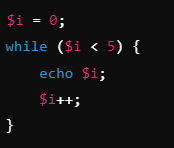 $i = 0;
while ($i < 5) {
    echo $i;
    $i++;
}